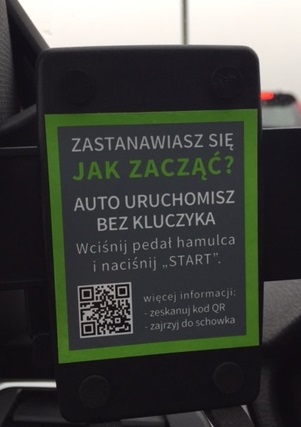 ZASTANAWIASZ SIĘ
JAK ZACZĄĆ?
AUTO URUCHOMISZ
BEZ KLUCZYKA
Wciśnij pedał hamulca
i naciśnij „START”.
więcej informacji:
- zeskanuj kod QR
- zajrzyj do schowka